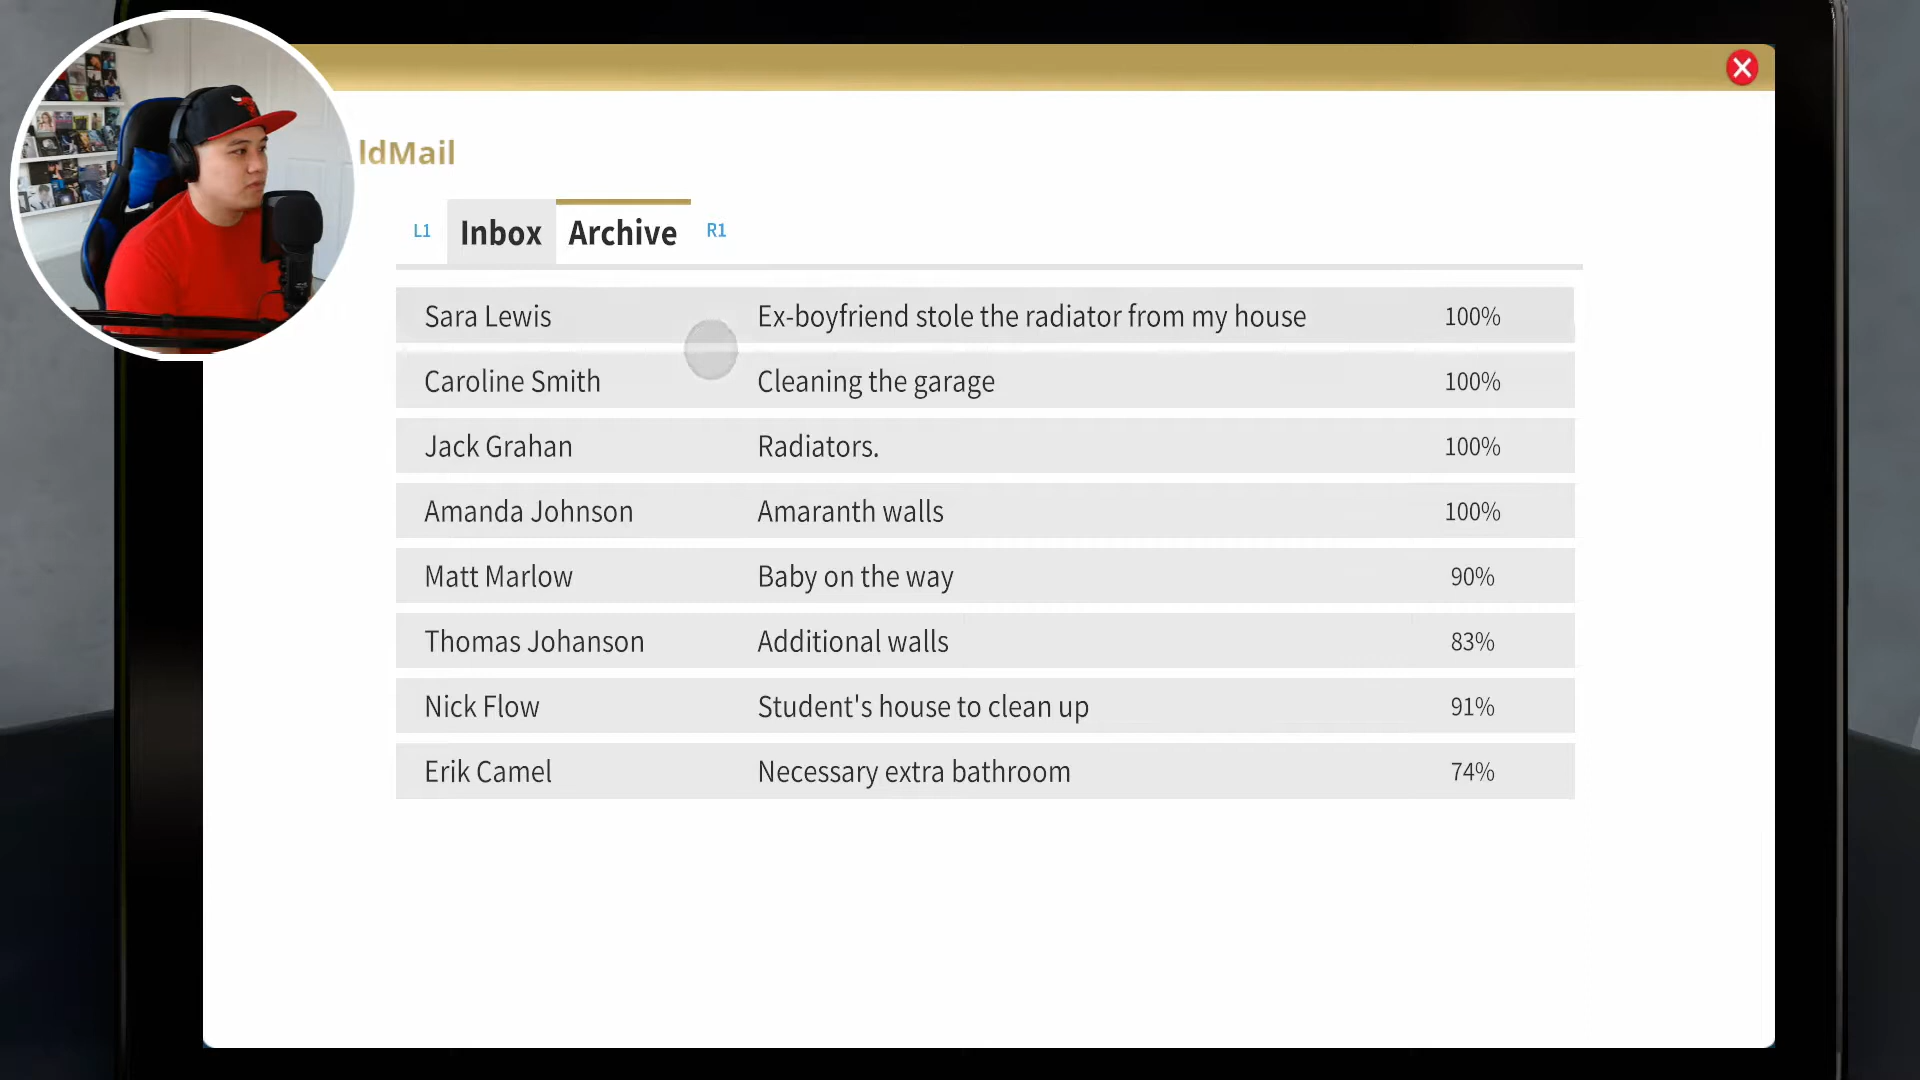 ldMail
L1 Inbox Archive R1
Sara Lewis Ex-boyfriend stole the radiator from my house 100%
Caroline Smith Cleaning the garage 100%
Jack Grahan Radiators. 100%
Amanda Johnson Amaranth walls 100%
Matt Marlow Baby on the way 90%
Thomas Johanson Additional walls 83%
Nick Flow Student's house to clean up 91%
Erik Camel Necessary extra bathroom 74%